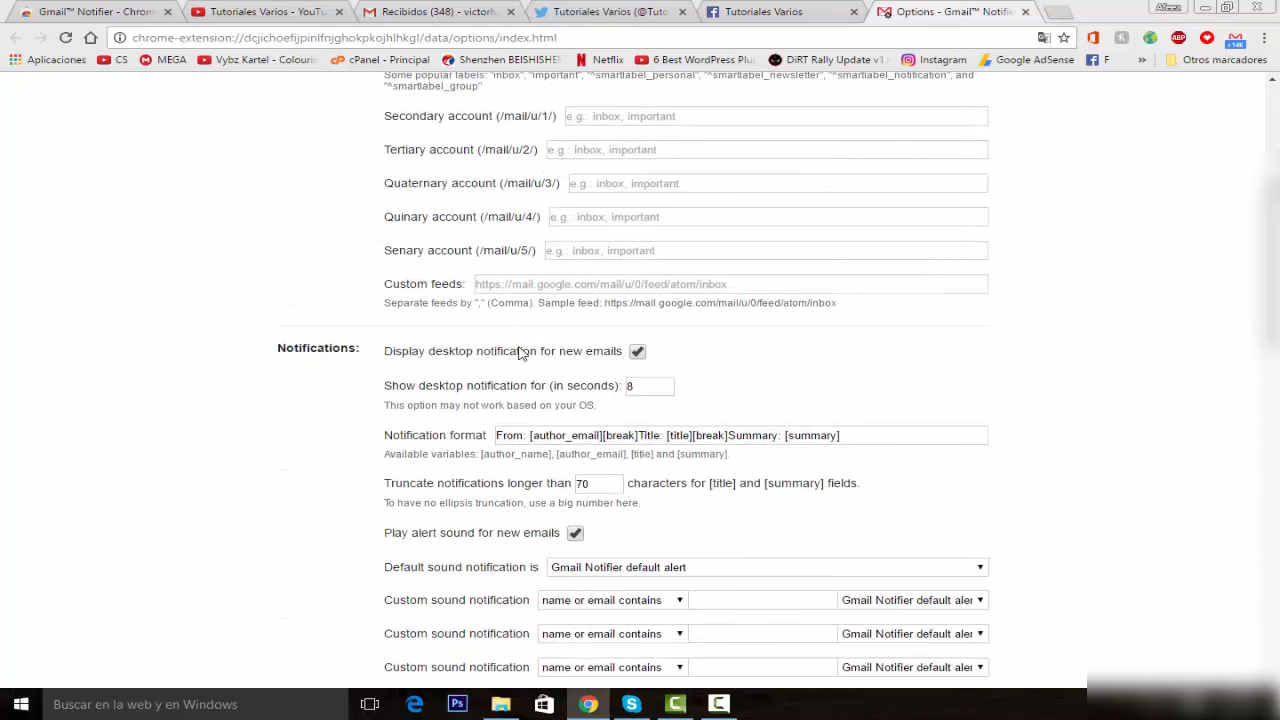 Gmail™ Notifier - Chrom
Tutoriales Varios - YouTu
Recibidos (348) - victorh
Tutoriales Varios (@Tuto
Tutoriales Varios
Options - Gmail™ Notifie
Afeez
chrome-extension://dcjichoefijpinlfnjghokpkojhlhkgl/data/options/index.html
ABP
>14K
Aplicaciones
CS
MEGA
Vybz Kartel - Colourin
cPanel - Principal
Shenzhen BEISHISHE
Netflix
6 Best WordPress Plu
DiRT Rally Update v1.
Instagram
Google AdSense
F
»
Otros marcadores
Some popular labels: "inbox", "important", "^smartlabel_personal", "^smartlabel_newsletter", "^smartlabel_notification", and
"^smartlabel_group"
Secondary account (/mail/u/1/)
e.g.: inbox, important
Tertiary account (/mail/u/2/)
e.g.: inbox, important
Quaternary account (/mail/u/3/)
e.g.: inbox, important
Quinary account (/mail/u/4/)
e.g.: inbox, important
Senary account (/mail/u/5/)
e.g.: inbox, important
Custom feeds:
https://mail.google.com/mail/u/0/feed/atom/inbox
Separate feeds by "," (Comma). Sample feed: https://mail.google.com/mail/u/0/feed/atom/inbox
Notifications:
Display desktop notification for new emails
Show desktop notification for (in seconds): 8
This option may not work based on your OS.
Notification format
From: [author_email][break]Title: [title][break]Summary: [summary]
Available variables: [author_name], [author_email], [title] and [summary].
Truncate notifications longer than 70 characters for [title] and [summary] fields.
To have no ellipsis truncation, use a big number here.
Play alert sound for new emails
Default sound notification is Gmail Notifier default alert
Custom sound notification name or email contains Gmail Notifier default aler
Custom sound notification name or email contains Gmail Notifier default aler
Custom sound notification name or email contains Gmail Notifier default aler
Buscar en la web y en Windows
Ps